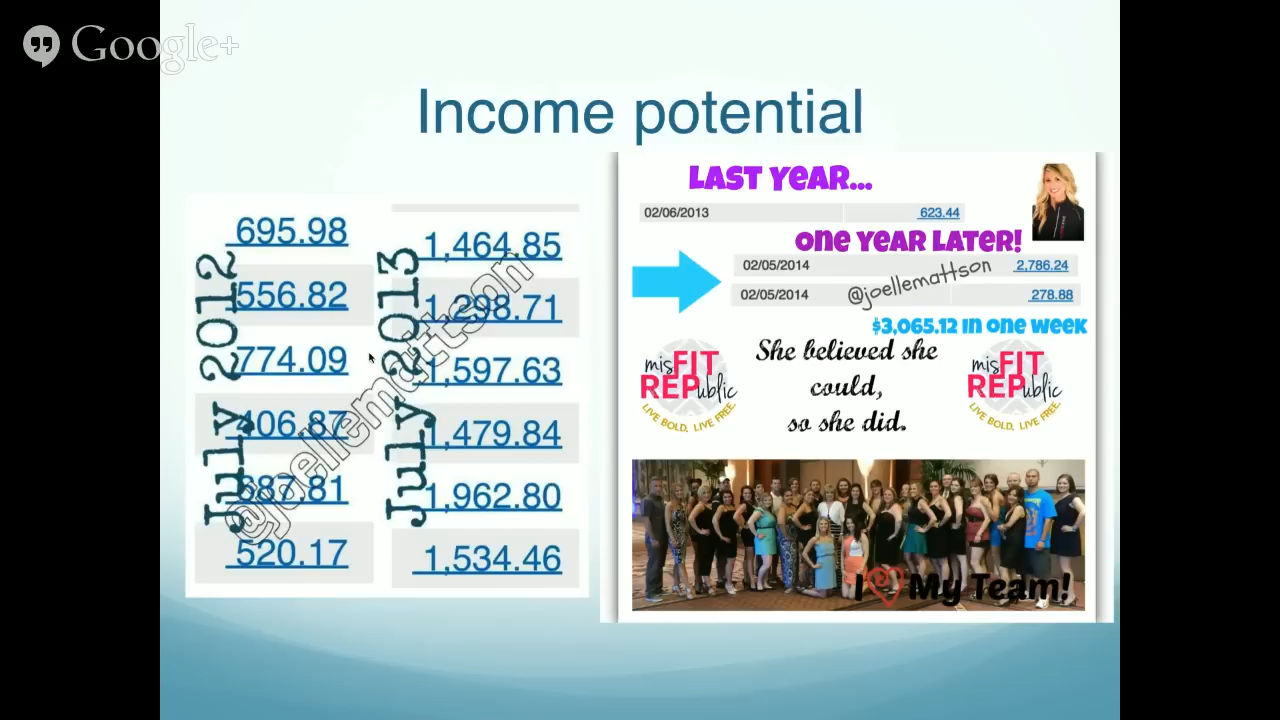 Google+
Income potential
695.98
556.82
774.09
406.87
520.17
July 2012
1,464.85
1,298.71
1,597.63
1,479.84
1,962.80
1,534.46
July 2013
@joellemattson
LAST YEAR...
02/06/2013 623.44
ONE YEAR LATER!
02/05/2014 2,786.24
02/05/2014 278.88
@joellemattson
$3,065.12 IN ONE WEEK
misFIT
REPublic
LIVE BOLD, LIVE FREE
She believed she
could,
so she did.
misFIT
REPublic
LIVE BOLD, LIVE FREE
I My Team!